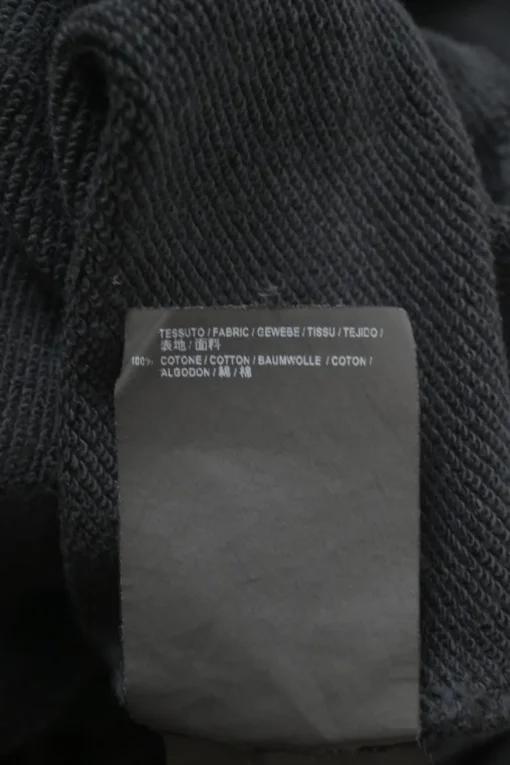 TESSUTO / FABRIC / GEWEBE / TISSU / TEJIDO /
表地 / 面料
100% COTONE / COTTON / BAUMWOLLE / COTON /
ALGODON / 綿 / 棉